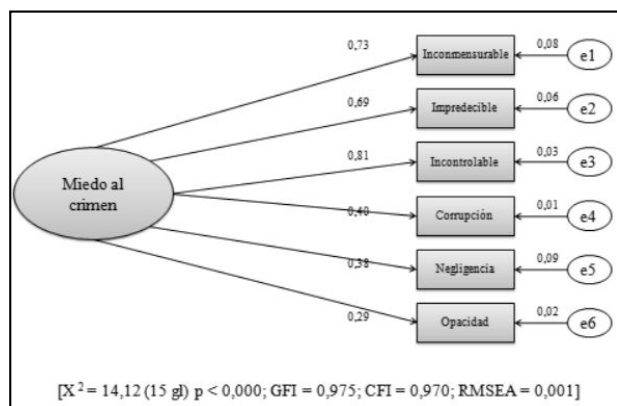 0,73
Inconmensurable
0,08
e1
0,69
Impredecible
0,06
e2
0,81
Incontrolable
0,03
e3
Miedo al
crimen
0,40
Corrupción
0,01
e4
0,38
Negligencia
0,09
e5
0,29
Opacidad
0,02
e6
[X² = 14,12 (15 gl) p < 0,000; GFI = 0,975; CFI = 0,970; RMSEA = 0,001]